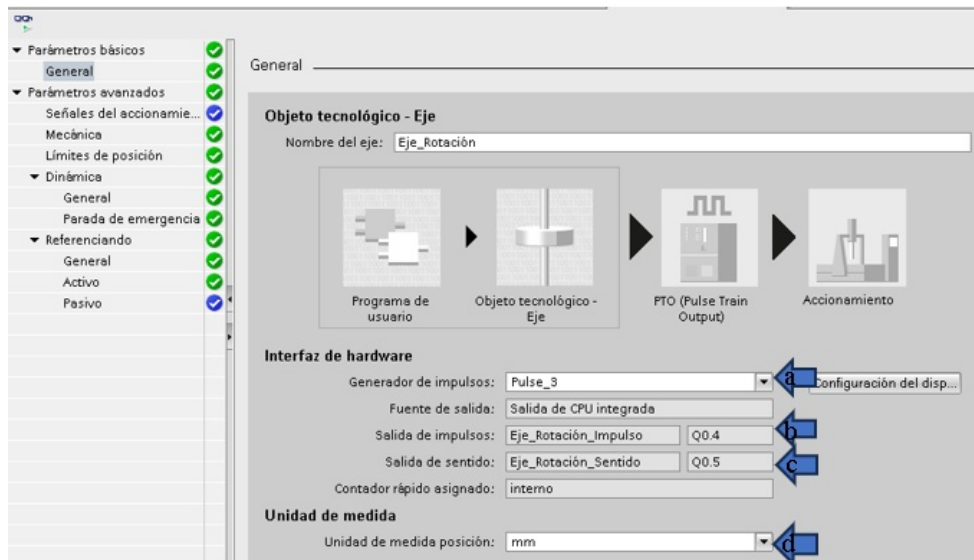 Parámetros básicos
General
Parámetros avanzados
Señales del accionamie...
Mecánica
Límites de posición
Dinámica
General
Parada de emergencia
Referenciando
General
Activo
Pasivo
General
Objeto tecnológico - Eje
Nombre del eje: Eje_Rotación
Programa de usuario
Objeto tecnológico - Eje
PTO (Pulse Train Output)
Accionamiento
Interfaz de hardware
Generador de impulsos: Pulse_3 a Configuración del disp...
Fuente de salida: Salida de CPU integrada
Salida de impulsos: Eje_Rotación_Impulso Q0.4 b
Salida de sentido: Eje_Rotación_Sentido Q0.5 c
Contador rápido asignado: interno
Unidad de medida
Unidad de medida posición: mm d